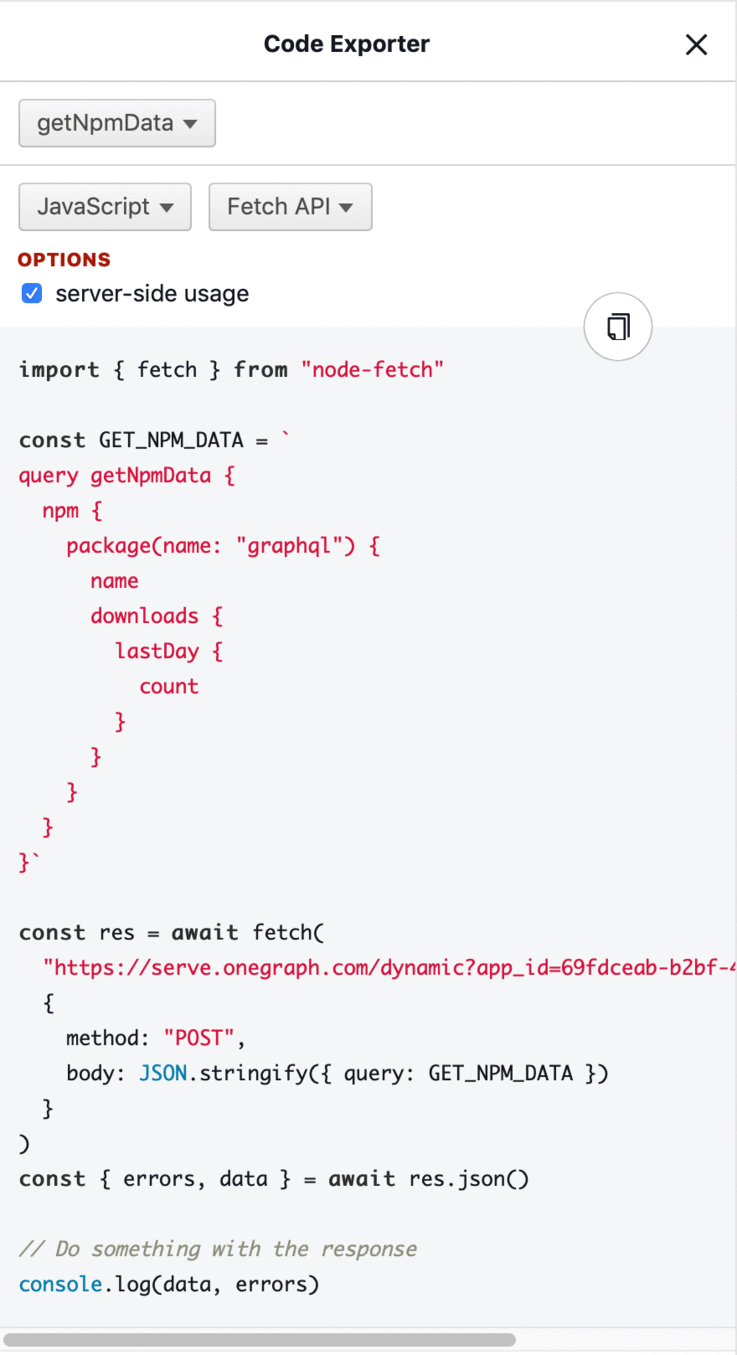 Code Exporter
getNpmData
JavaScript Fetch API
OPTIONS
server-side usage
import { fetch } from "node-fetch"
const GET_NPM_DATA = `
query getNpmData {
  npm {
    package(name: "graphql") {
      name
      downloads {
        lastDay {
          count
        }
      }
    }
  }
}`
const res = await fetch(
  "https://serve.onegraph.com/dynamic?app_id=69fdceab-b2bf-4
  {
    method: "POST",
    body: JSON.stringify({ query: GET_NPM_DATA })
  }
)
const { errors, data } = await res.json()
// Do something with the response
console.log(data, errors)